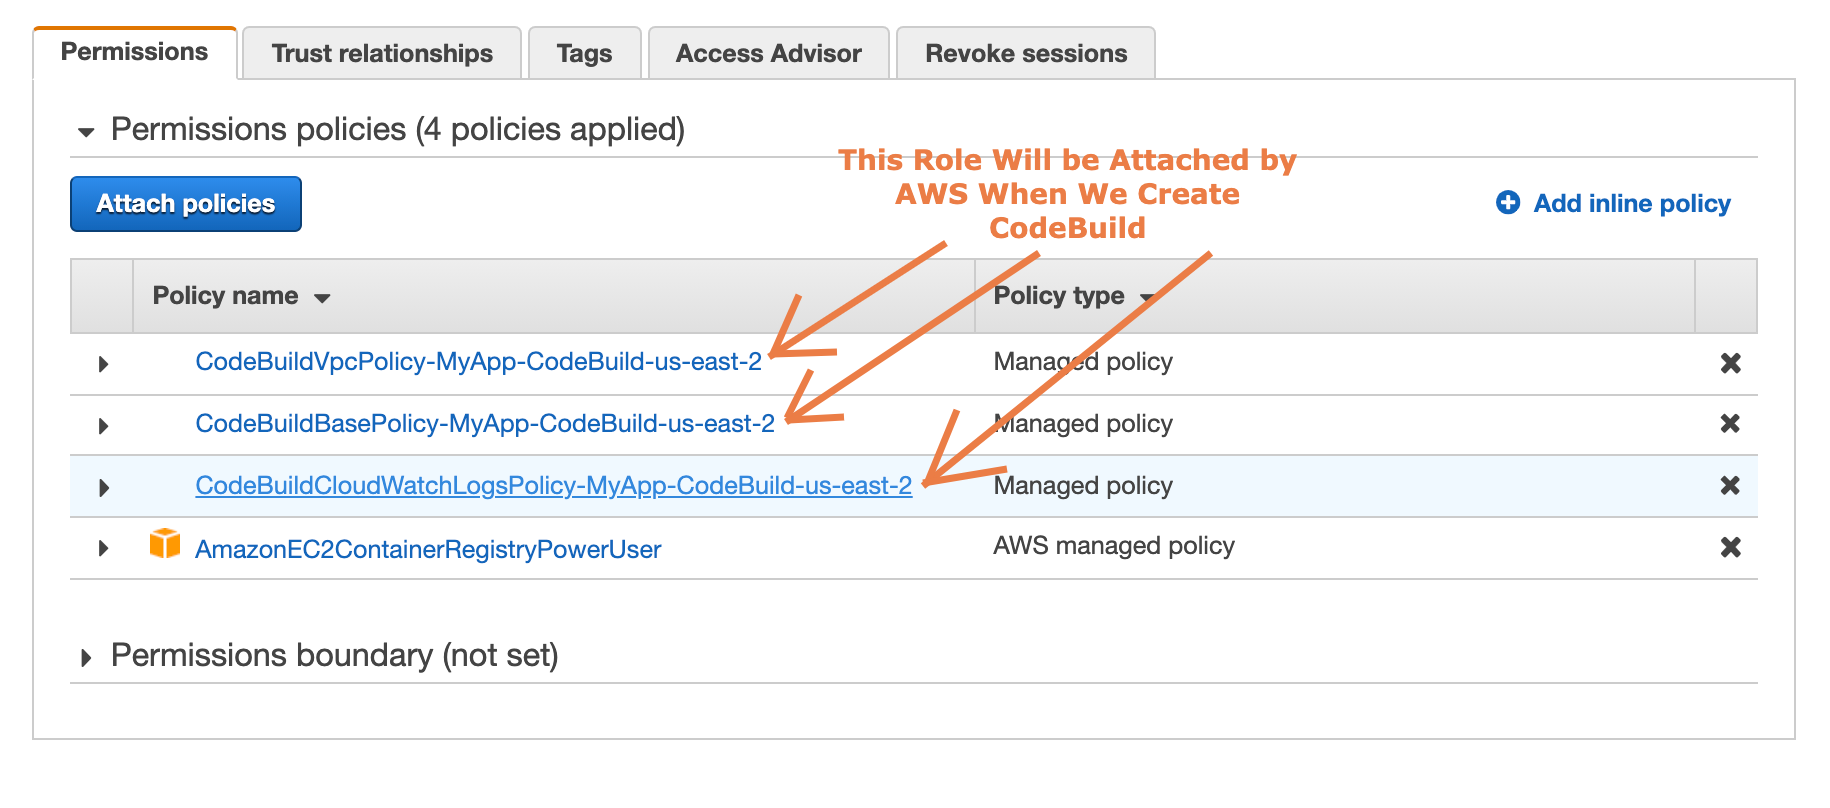 Permissions
Trust relationships
Tags
Access Advisor
Revoke sessions
Permissions policies (4 policies applied)
This Role Will be Attached by
AWS When We Create
CodeBuild
Attach policies
Add inline policy
Policy name
Policy type
CodeBuildVpcPolicy-MyApp-CodeBuild-us-east-2
Managed policy
CodeBuildBasePolicy-MyApp-CodeBuild-us-east-2
Managed policy
CodeBuildCloudWatchLogsPolicy-MyApp-CodeBuild-us-east-2
Managed policy
AmazonEC2ContainerRegistryPowerUser
AWS managed policy
Permissions boundary (not set)